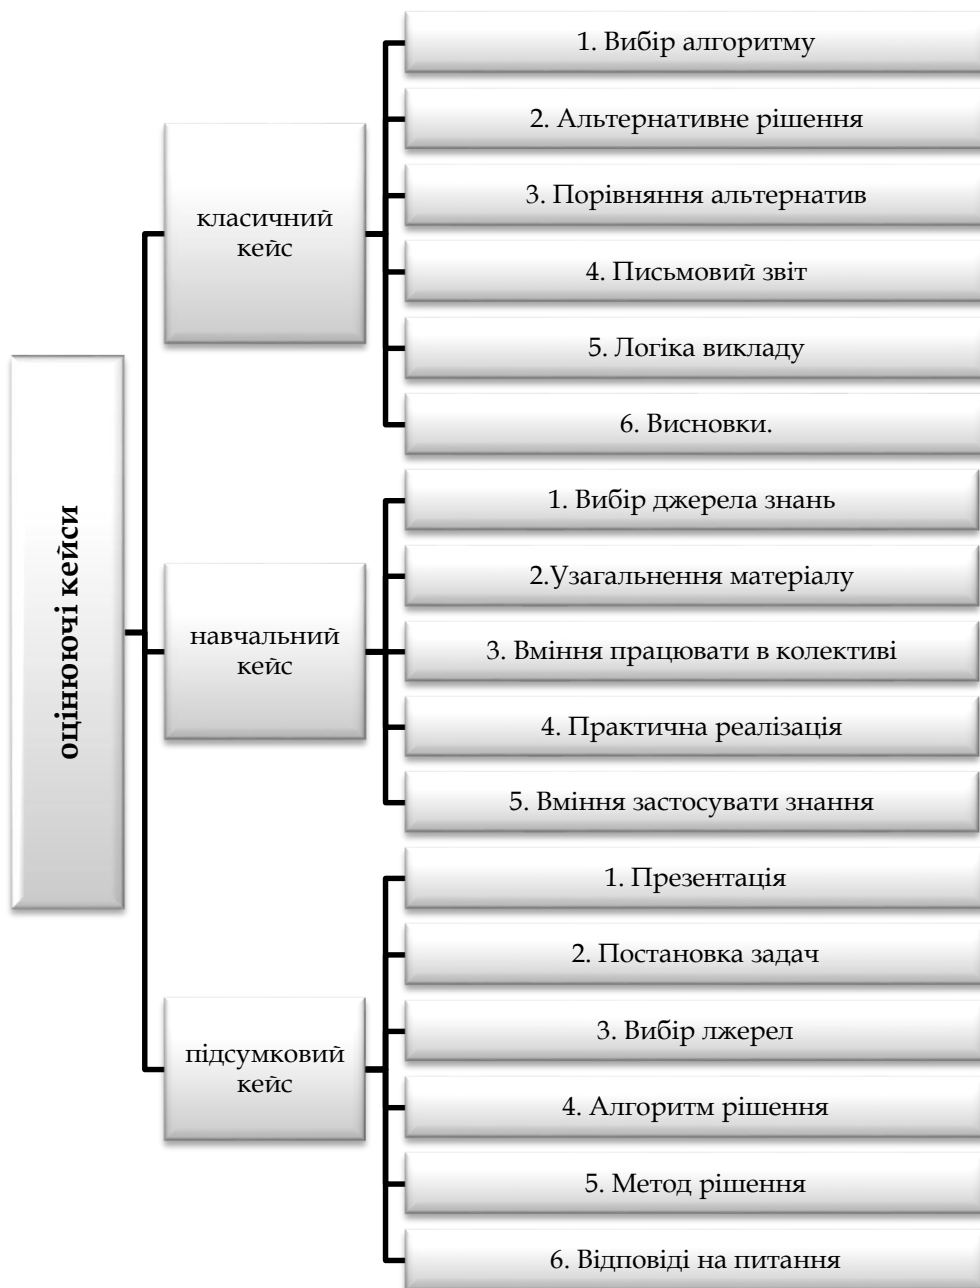 оцінюючі кейси
класичний
кейс
1. Вибір алгоритму
2. Альтернативне рішення
3. Порівняння альтернатив
4. Письмовий звіт
5. Логіка викладу
6. Висновки.
навчальний
кейс
1. Вибір джерела знань
2.Узагальнення матеріалу
3. Вміння працювати в колективі
4. Практична реалізація
5. Вміння застосувати знання
підсумковий
кейс
1. Презентація
2. Постановка задач
3. Вибір лжерел
4. Алгоритм рішення
5. Метод рішення
6. Відповіді на питання